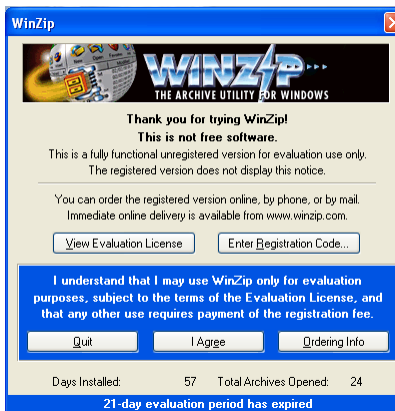 WinZip
WINZIP
THE ARCHIVE UTILITY FOR WINDOWS
Thank you for trying WinZip!
This is not free software.
This is a fully functional unregistered version for evaluation use only.
The registered version does not display this notice.
You can order the registered version online, by phone, or by mail.
Immediate online delivery is available from www.winzip.com.
View Evaluation License
Enter Registration Code...
I understand that I may use WinZip only for evaluation
purposes, subject to the terms of the Evaluation License, and
that any other use requires payment of the registration fee.
Quit
I Agree
Ordering Info
Days Installed: 57 Total Archives Opened: 24
21-day evaluation period has expired